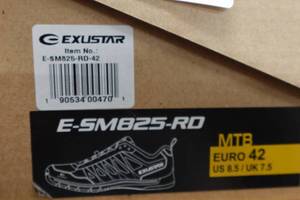 EXUSTAR
Item No.:
E-SM825-RD-42
1 90534 00470 1
E-SM825-RD
MTB
EURO 42
US 8.5 / UK 7.5